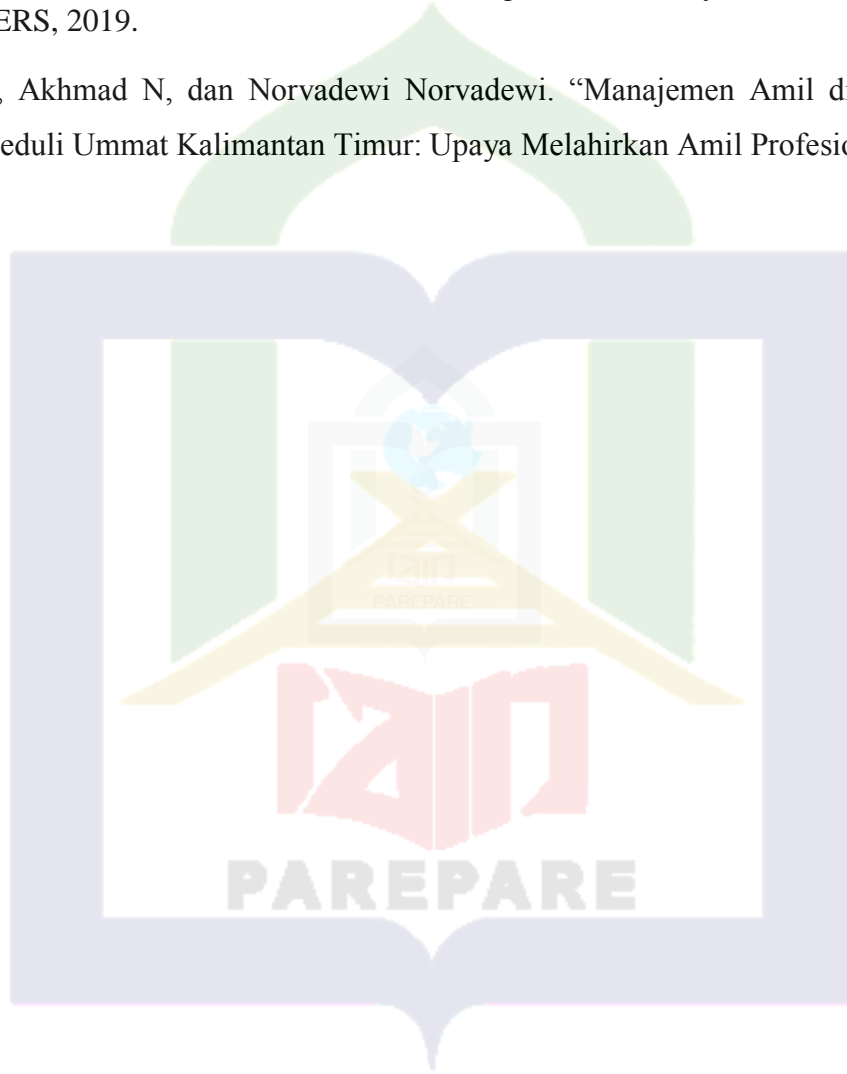 ERS, 2019.
, Akhmad N, dan Norvadewi Norvadewi. “Manajemen Amil di
eduli Ummat Kalimantan Timur: Upaya Melahirkan Amil Profesio
PAREPARE
iain
PAREPARE